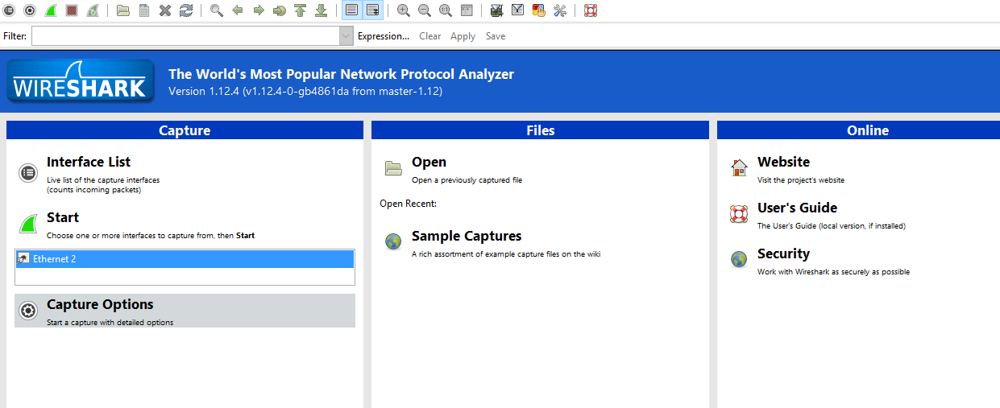 Filter:
Expression... Clear Apply Save
WIRESHARK
The World's Most Popular Network Protocol Analyzer
Version 1.12.4 (v1.12.4-0-gb4861da from master-1.12)
Capture
Interface List
Live list of the capture interfaces
(counts incoming packets)
Start
Choose one or more interfaces to capture from, then Start
Ethernet 2
Capture Options
Start a capture with detailed options
Files
Open
Open a previously captured file
Open Recent:
Sample Captures
A rich assortment of example capture files on the wiki
Online
Website
Visit the project's website
User's Guide
The User's Guide (local version, if installed)
Security
Work with Wireshark as securely as possible